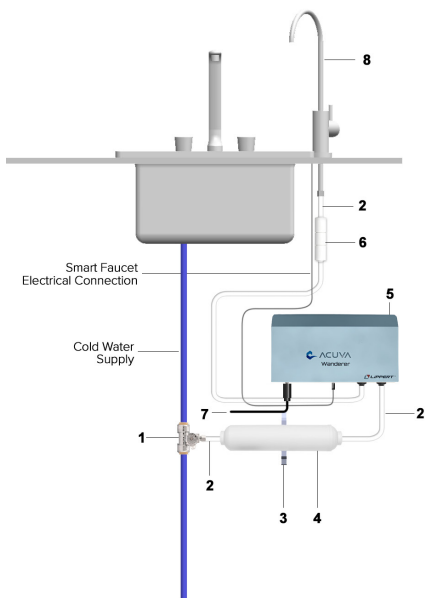 8
2
6
Smart Faucet
Electrical Connection
5
ACUVA
Wanderer
Cold Water
Supply
LIPPERT
7
2
1
2
3
4